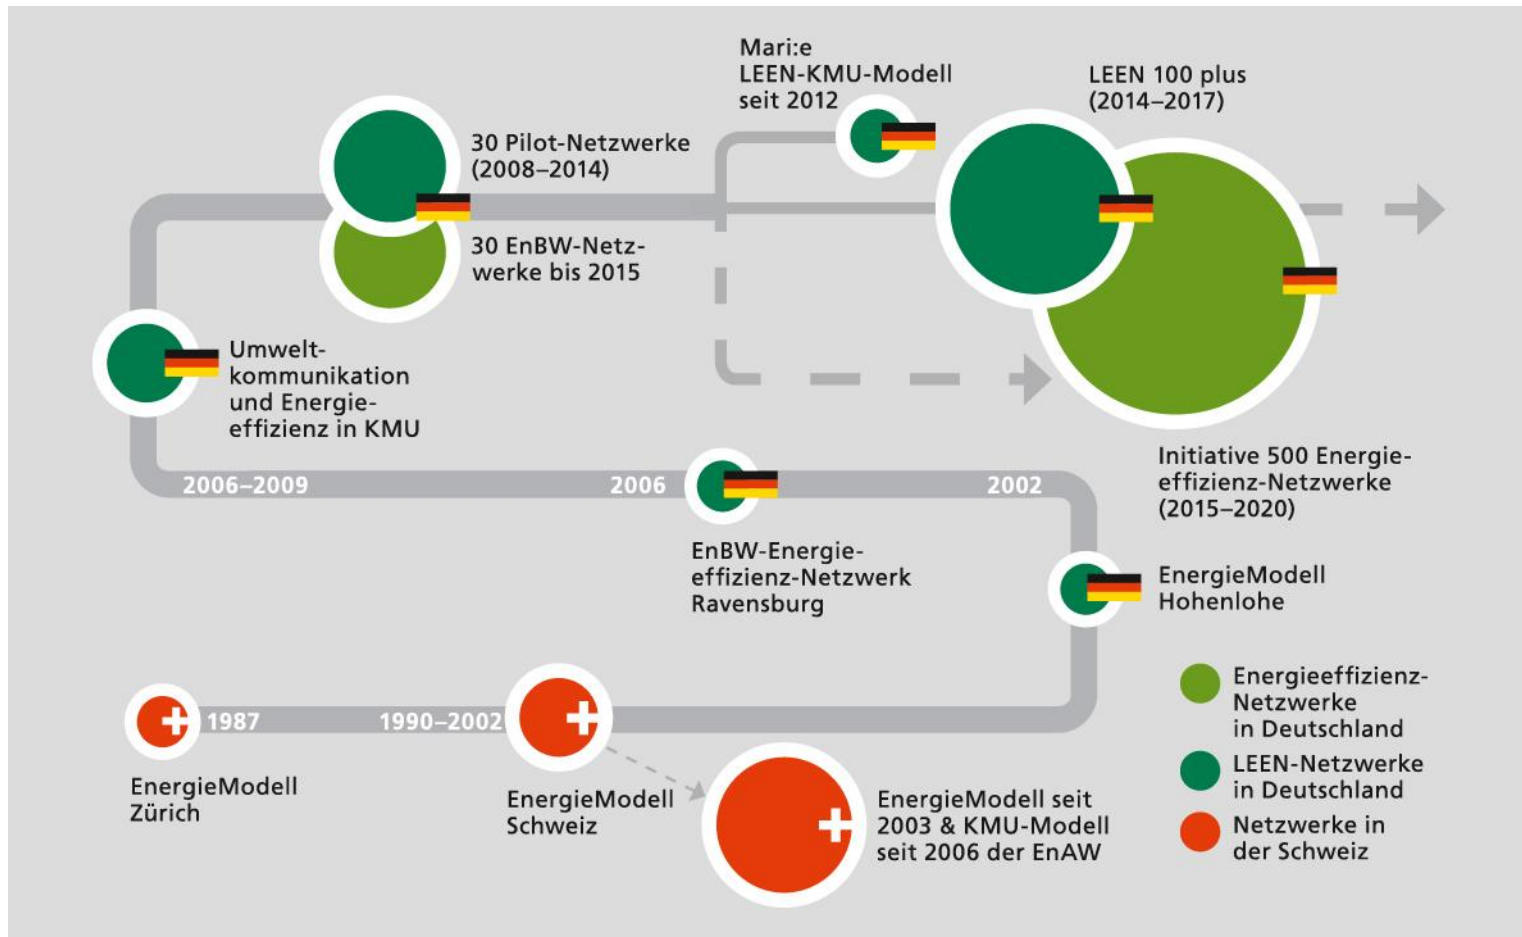 Mari:e
LEEN-KMU-Modell
seit 2012
LEEN 100 plus
(2014–2017)
30 Pilot-Netzwerke
(2008–2014)
30 EnBW-Netz-
werke bis 2015
Umwelt-
kommunikation
und Energie-
effizienz in KMU
Initiative 500 Energie-
effizienz-Netzwerke
(2015–2020)
2006–2009
2006
2002
EnBW-Energie-
effizienz-Netzwerk
Ravensburg
EnergieModell
Hohenlohe
1987
1990–2002
EnergieModell
Zürich
EnergieModell
Schweiz
EnergieModell seit
2003 & KMU-Modell
seit 2006 der EnAW
Energieeffizienz-
Netzwerke
in Deutschland
LEEN-Netzwerke
in Deutschland
Netzwerke in
der Schweiz